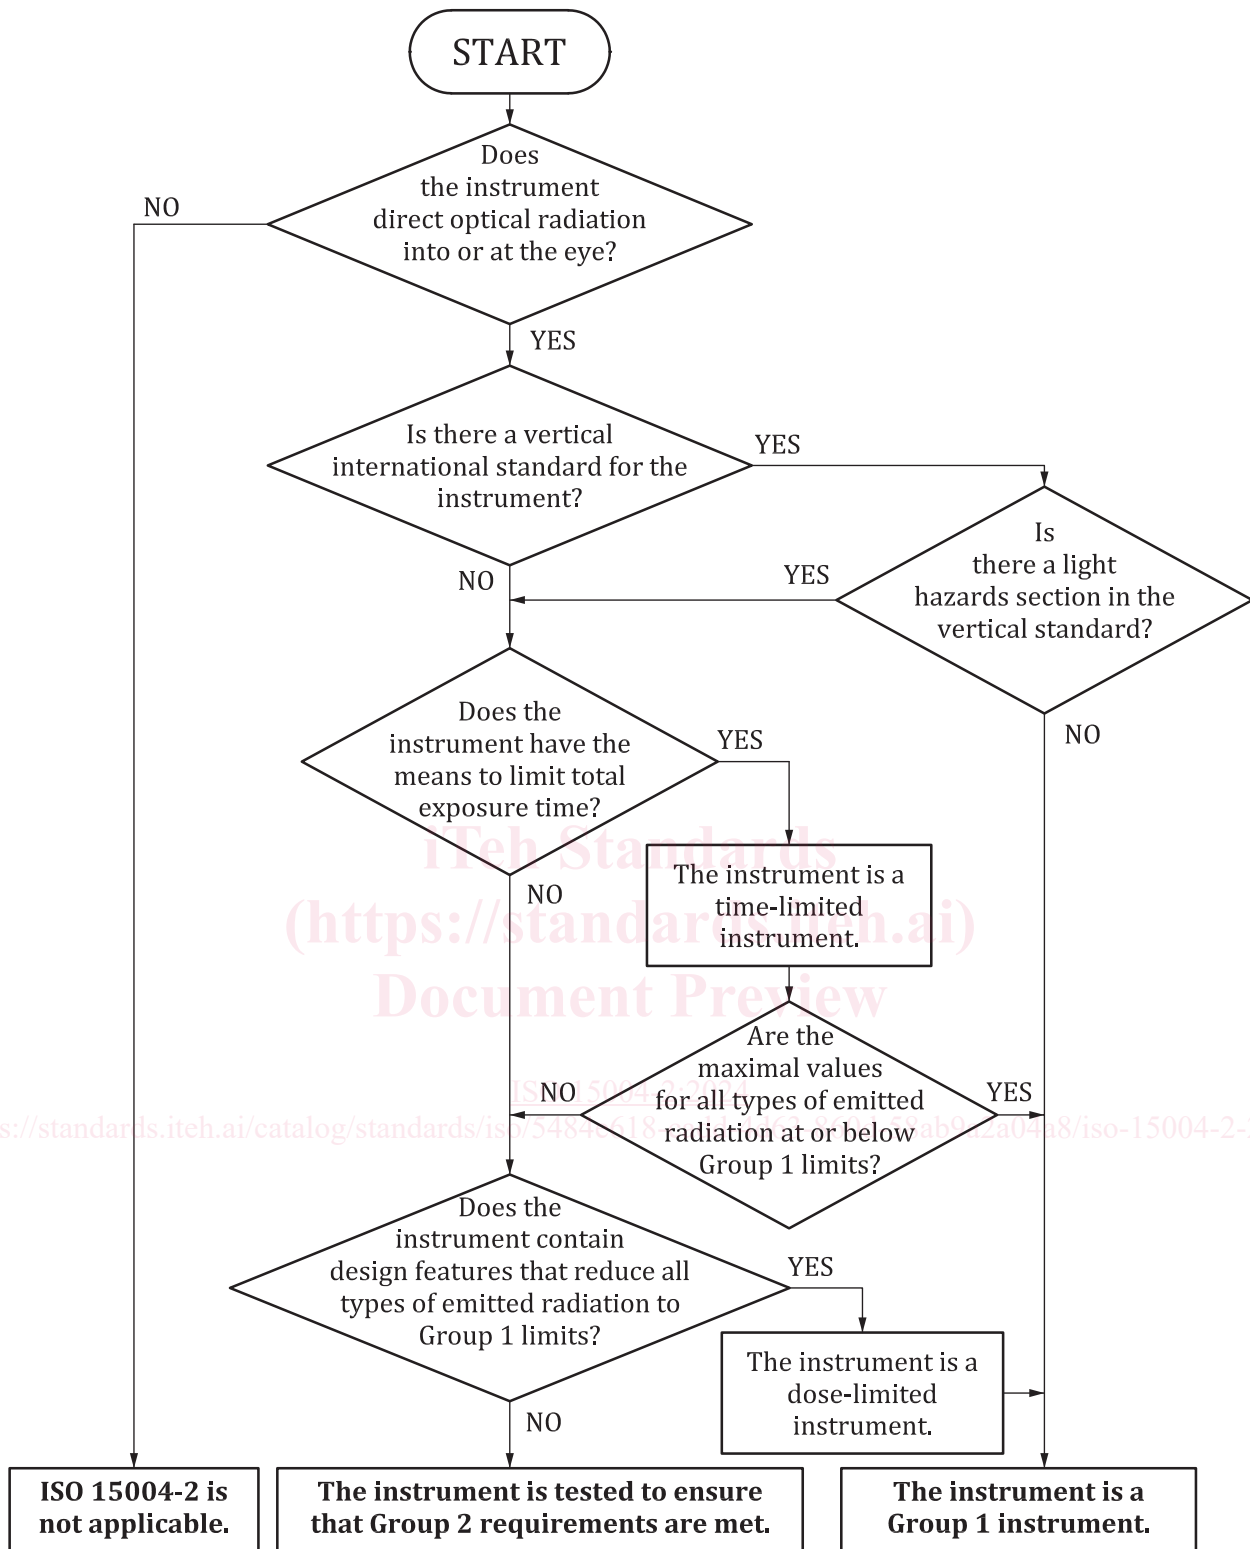 START
Does
the instrument
direct optical radiation
into or at the eye?
NO
YES
Is there a vertical
international standard for the
instrument?
YES
NO
Is
there a light
hazards section in the
vertical standard?
YES
NO
Does the
instrument have the
means to limit total
exposure time?
YES
NO
The instrument is a
time-limited
instrument.
iTeh Standards
(https://standards.iteh.ai)
Document Preview
Are the
maximal values
for all types of emitted
radiation at or below
Group 1 limits?
NO
YES
ISO 15004-2:2024
Does the
instrument contain
design features that reduce all
types of emitted radiation to
Group 1 limits?
YES
NO
The instrument is a
dose-limited
instrument.
ISO 15004-2 is
not applicable.
The instrument is tested to ensure
that Group 2 requirements are met.
The instrument is a
Group 1 instrument.